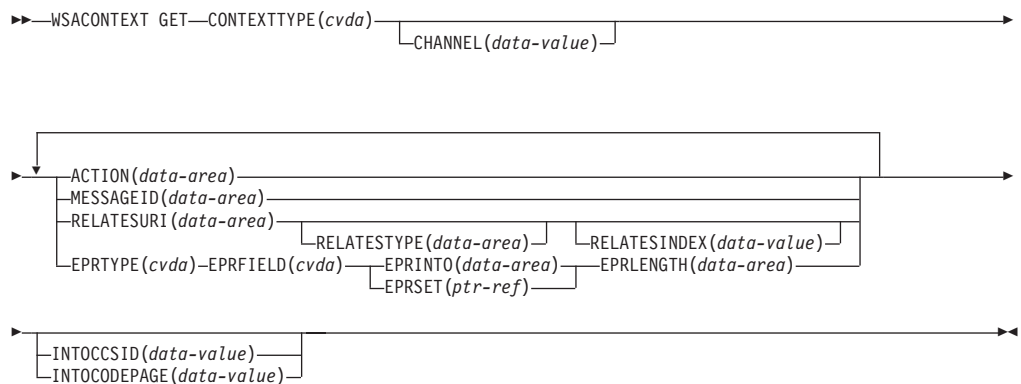 WSACONTEXT GET CONTEXTTYPE(cvda)
CHANNEL(data-value)
ACTION(data-area)
MESSAGEID(data-area)
RELATESURI(data-area)
RELATESTYPE(data-area) RELATESINDEX(data-value)
EPRTYPE(cvda) EPRFIELD(cvda) EPRINTO(data-area) EPRLENGTH(data-area)
EPRSET(ptr-ref)
INTOCCSID(data-value)
INTOCODEPAGE(data-value)